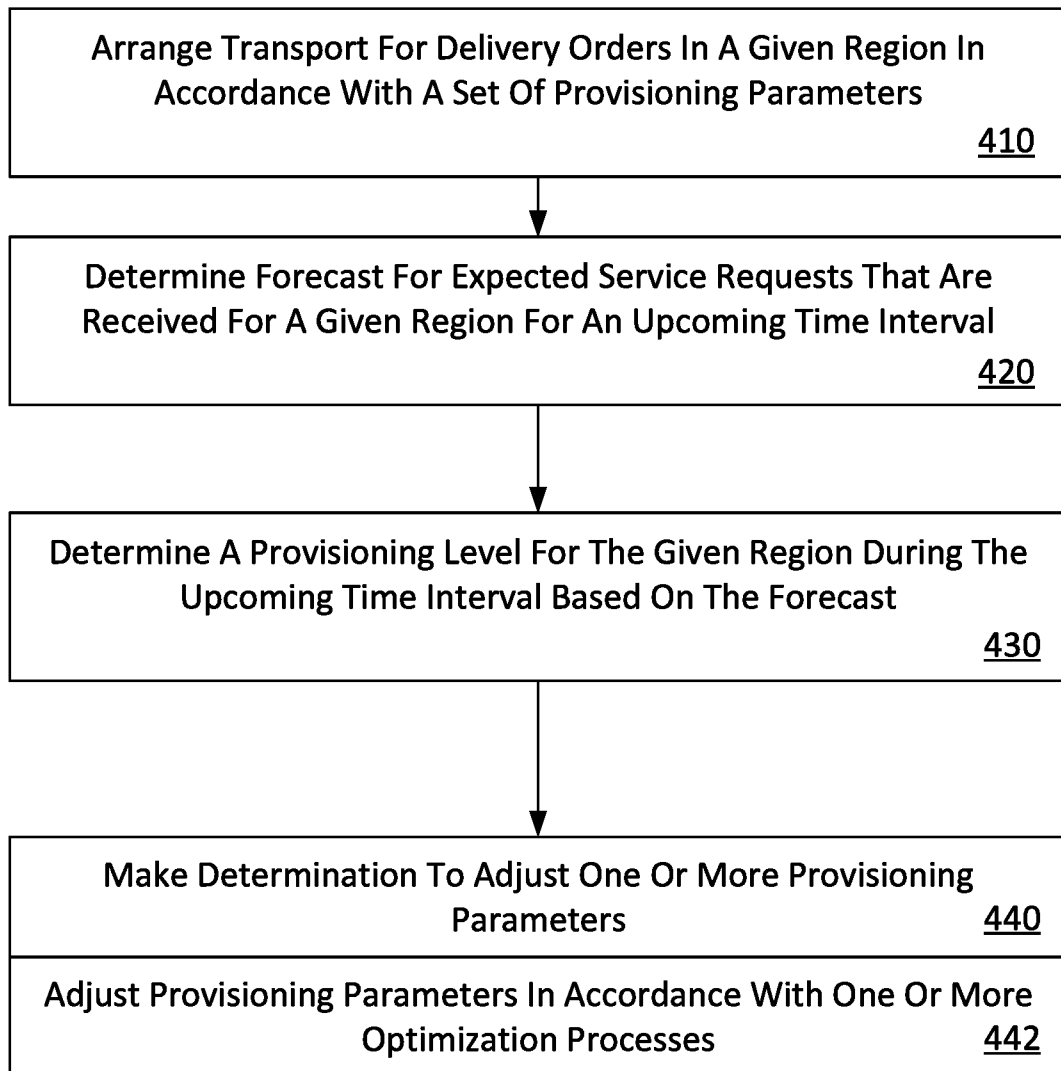 Arrange Transport For Delivery Orders In A Given Region In
Accordance With A Set Of Provisioning Parameters
410
Determine Forecast For Expected Service Requests That Are
Received For A Given Region For An Upcoming Time Interval
420
Determine A Provisioning Level For The Given Region During The
Upcoming Time Interval Based On The Forecast
430
Make Determination To Adjust One Or More Provisioning
Parameters
440
Adjust Provisioning Parameters In Accordance With One Or More
Optimization Processes
442